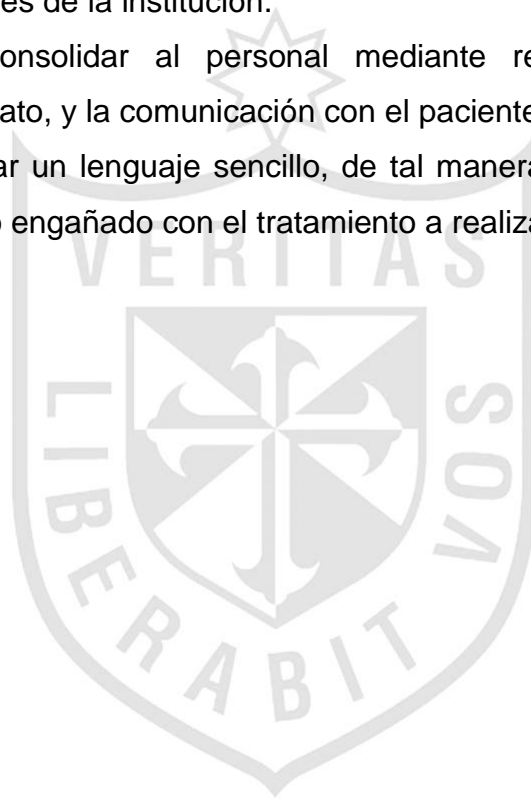 es de la institución.
onsolidar al personal mediante re
ato, y la comunicación con el paciente
ar un lenguaje sencillo, de tal manera
o engañado con el tratamiento a realiza
VERITAS
LIBERABIT
VOS